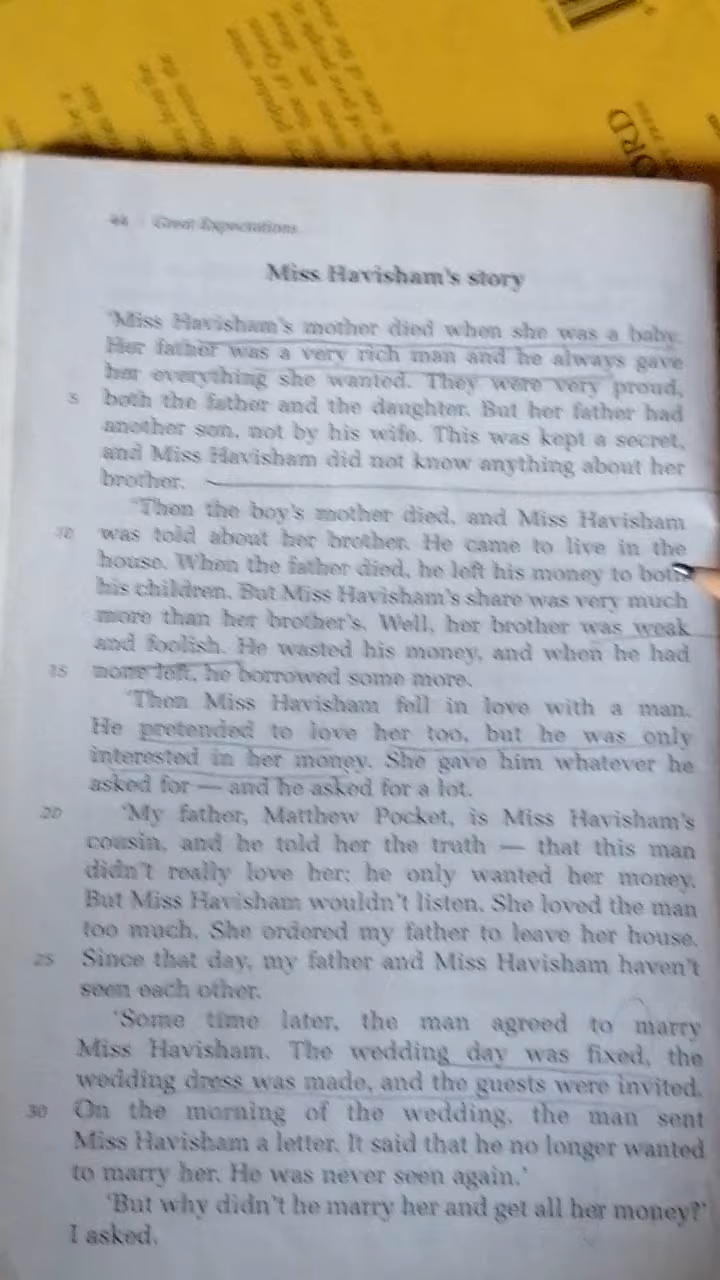 ORD
44 Great Expectations
Miss Havisham's story
'Miss Havisham's mother died when she was a baby.
Her father was a very rich man and he always gave
her everything she wanted. They were very proud,
5 both the father and the daughter. But her father had
another son, not by his wife. This was kept a secret,
and Miss Havisham did not know anything about her
brother.
'Then the boy's mother died, and Miss Havisham
10 was told about her brother. He came to live in the
house. When the father died, he left his money to both
his children. But Miss Havisham's share was very much
more than her brother's. Well, her brother was weak
and foolish. He wasted his money, and when he had
15 none left, he borrowed some more.
'Then Miss Havisham fell in love with a man.
He pretended to love her too, but he was only
interested in her money. She gave him whatever he
asked for — and he asked for a lot.
20 'My father, Matthew Pocket, is Miss Havisham's
cousin, and he told her the truth — that this man
didn't really love her; he only wanted her money.
But Miss Havisham wouldn't listen. She loved the man
too much. She ordered my father to leave her house.
25 Since that day, my father and Miss Havisham haven't
seen each other.
'Some time later, the man agreed to marry
Miss Havisham. The wedding day was fixed, the
wedding dress was made, and the guests were invited.
30 On the morning of the wedding, the man sent
Miss Havisham a letter. It said that he no longer wanted
to marry her. He was never seen again.'
'But why didn't he marry her and get all her money?'
I asked.